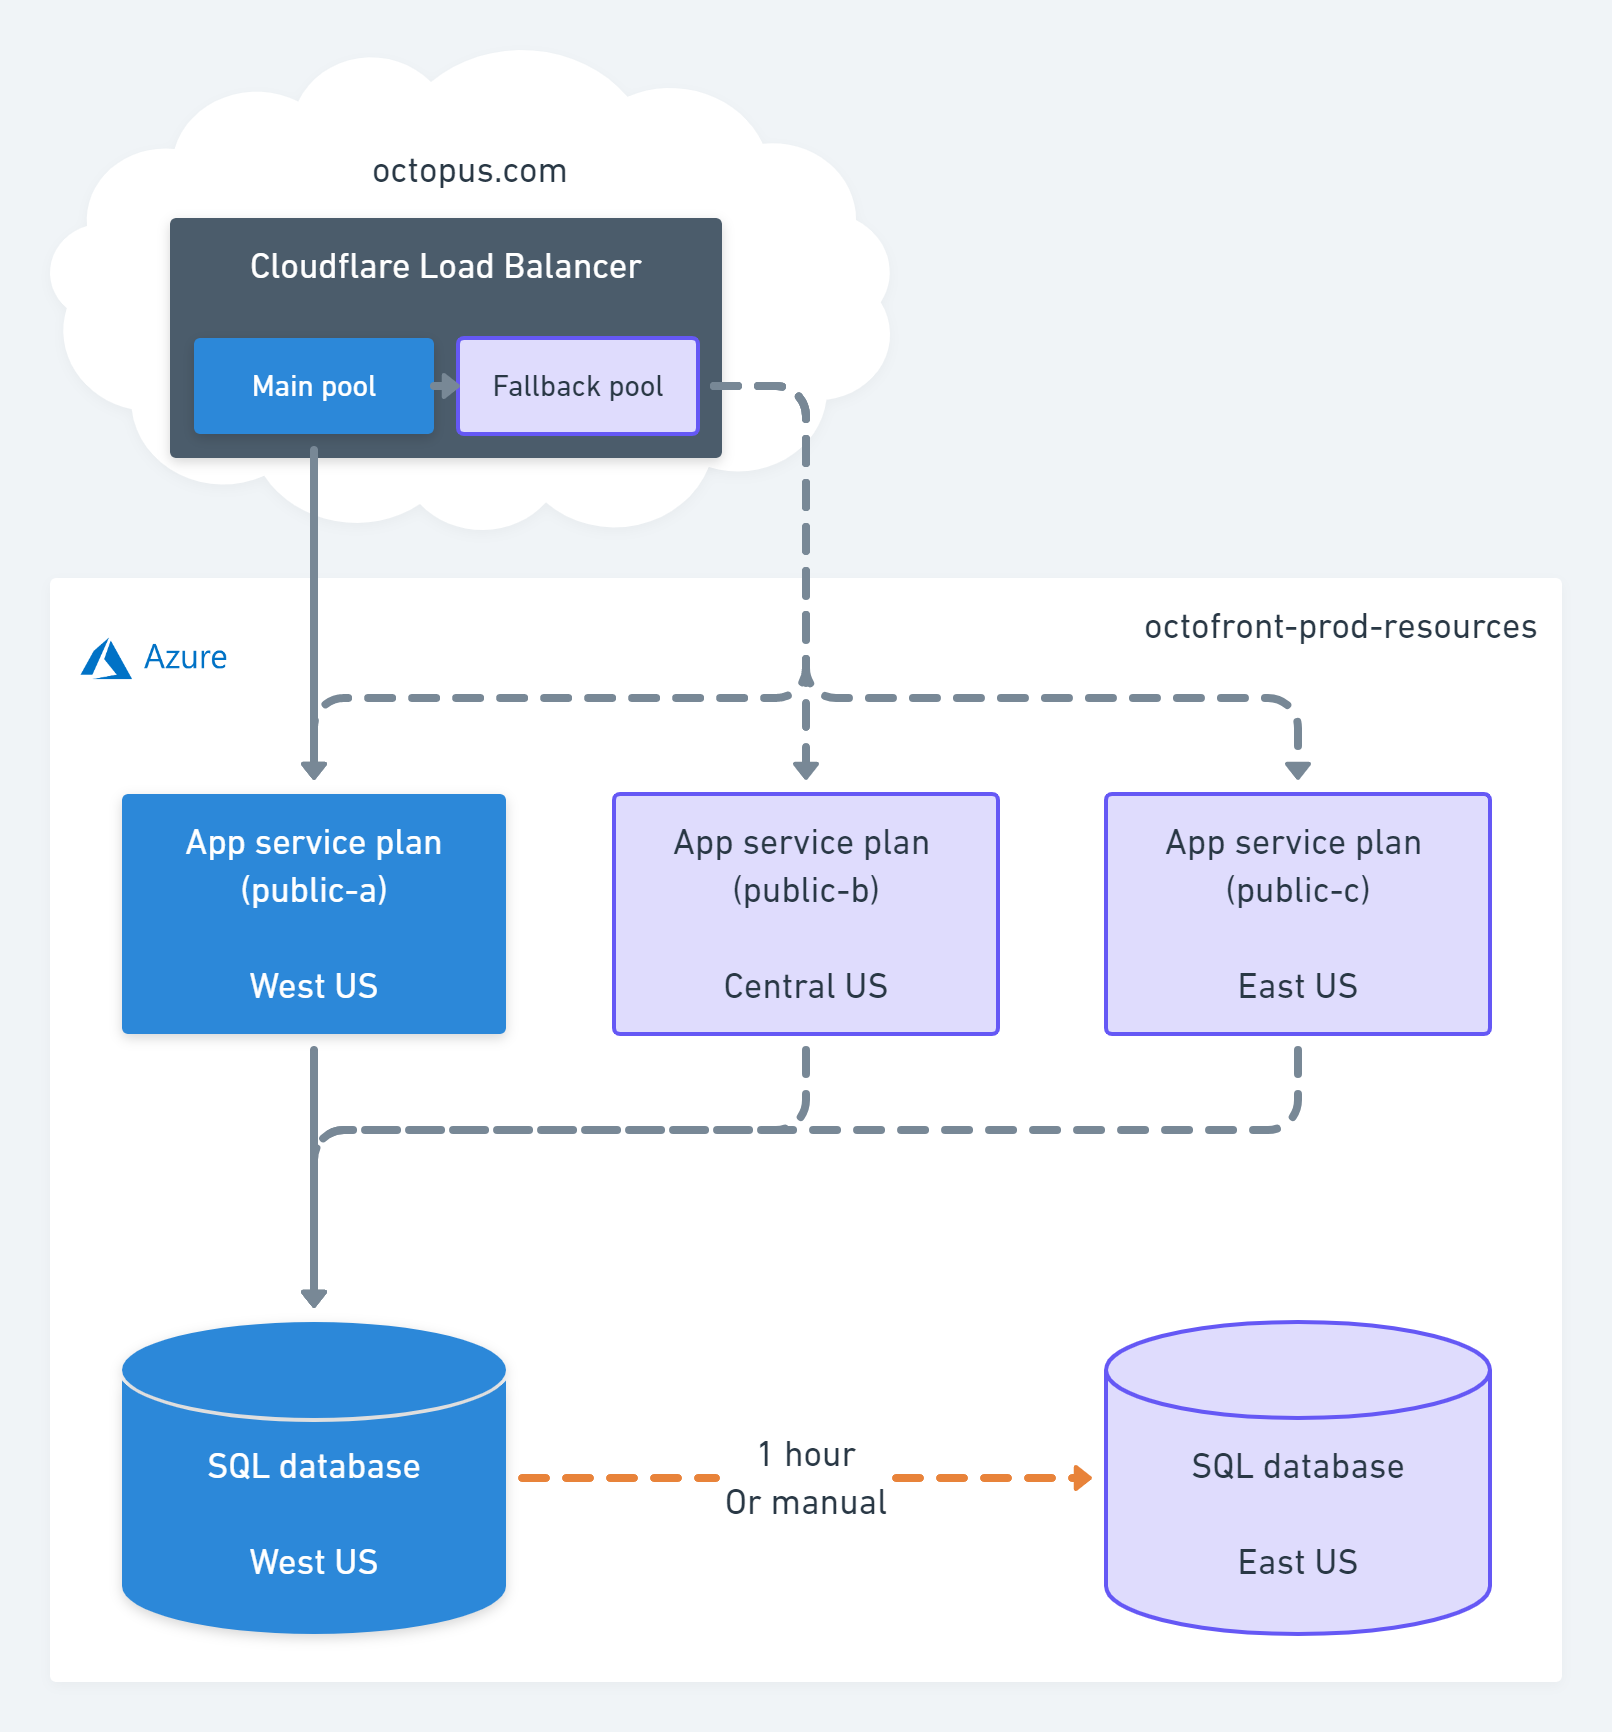 octopus.com
Cloudflare Load Balancer
Main pool
Fallback pool
octofront-prod-resources
Azure
App service plan
(public-a)
West US
App service plan
(public-b)
Central US
App service plan
(public-c)
East US
SQL database
West US
1 hour
Or manual
SQL database
East US